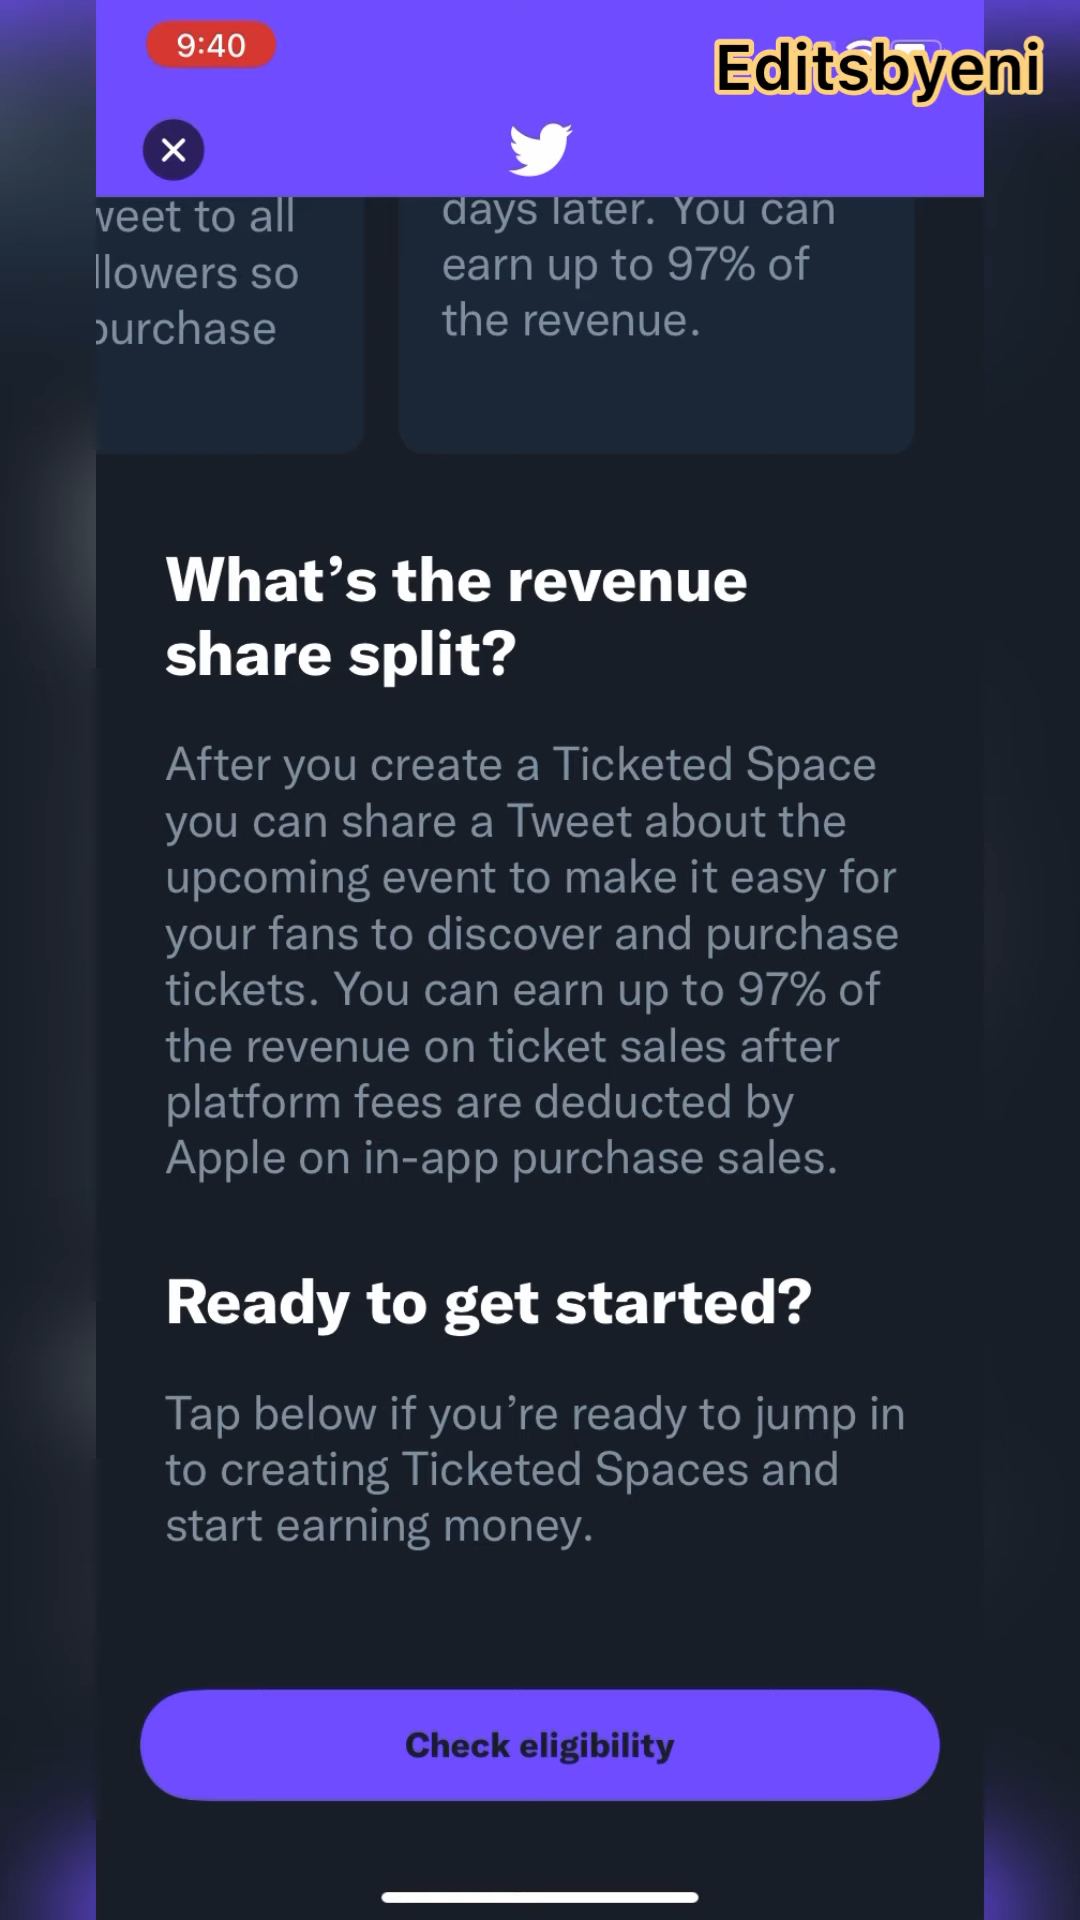 9:40
Editsbyeni
weet to all
llowers so
purchase
days later. You can
earn up to 97% of
the revenue.
What’s the revenue
share split?
After you create a Ticketed Space
you can share a Tweet about the
upcoming event to make it easy for
your fans to discover and purchase
tickets. You can earn up to 97% of
the revenue on ticket sales after
platform fees are deducted by
Apple on in-app purchase sales.
Ready to get started?
Tap below if you’re ready to jump in
to creating Ticketed Spaces and
start earning money.
Check eligibility